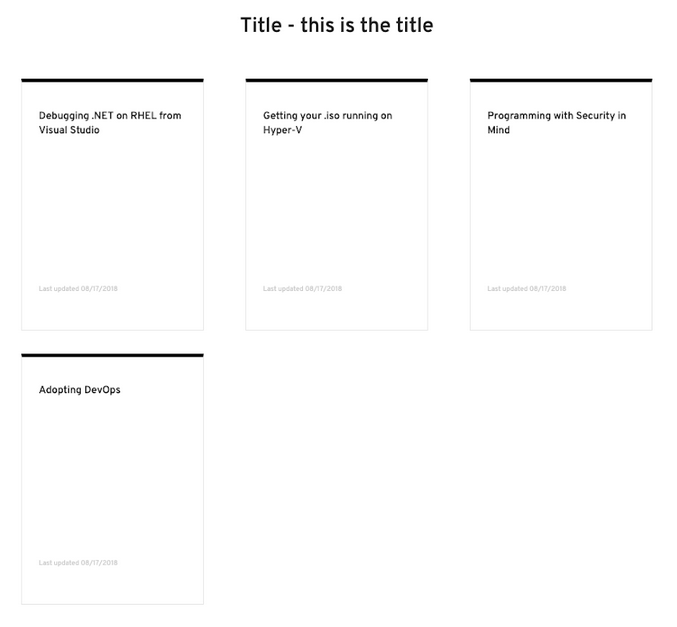 Title - this is the title
Debugging .NET on RHEL from
Visual Studio
Last updated 08/17/2018
Getting your .iso running on
Hyper-V
Last updated 08/17/2018
Programming with Security in
Mind
Last updated 08/17/2018
Adopting DevOps
Last updated 08/17/2018